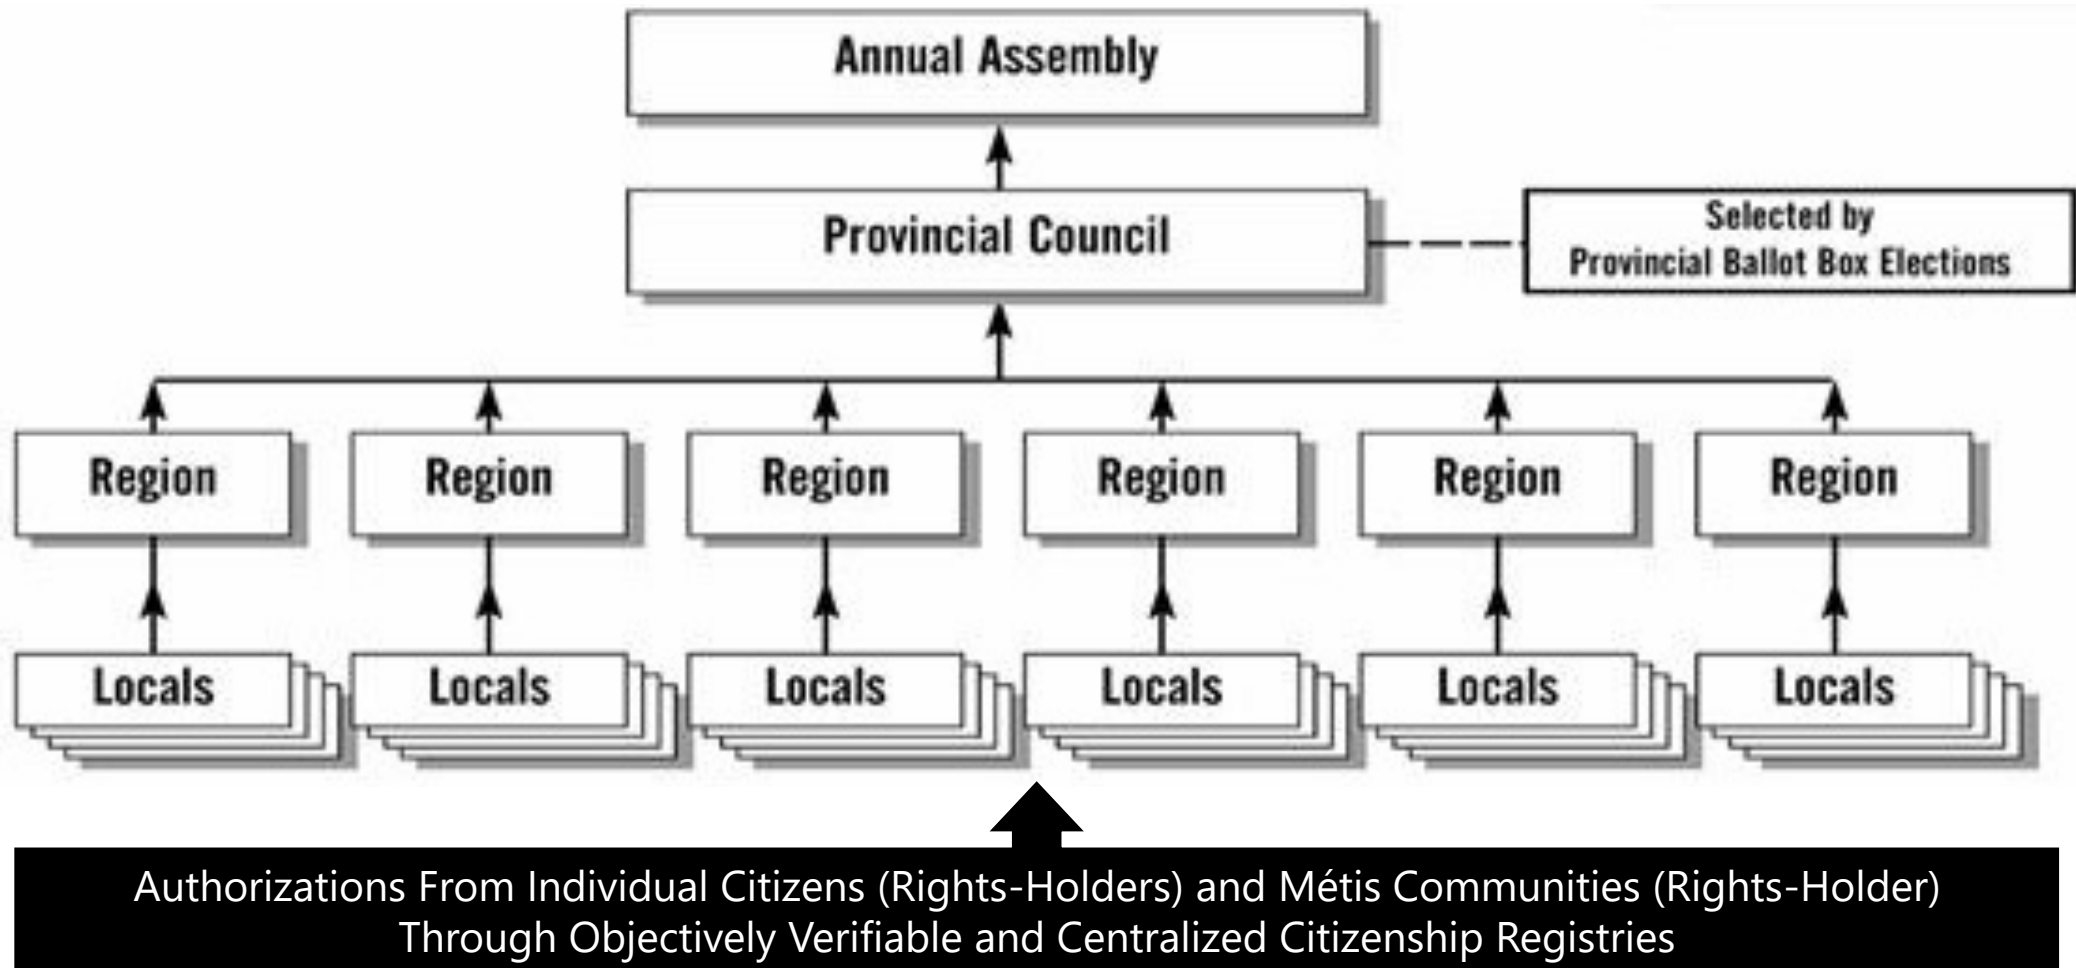 Annual Assembly
Provincial Council
Selected by
Provincial Ballot Box Elections
Region
Region
Region
Region
Region
Region
Locals
Locals
Locals
Locals
Locals
Locals
Authorizations From Individual Citizens (Rights-Holders) and Métis Communities (Rights-Holder)
Through Objectively Verifiable and Centralized Citizenship Registries